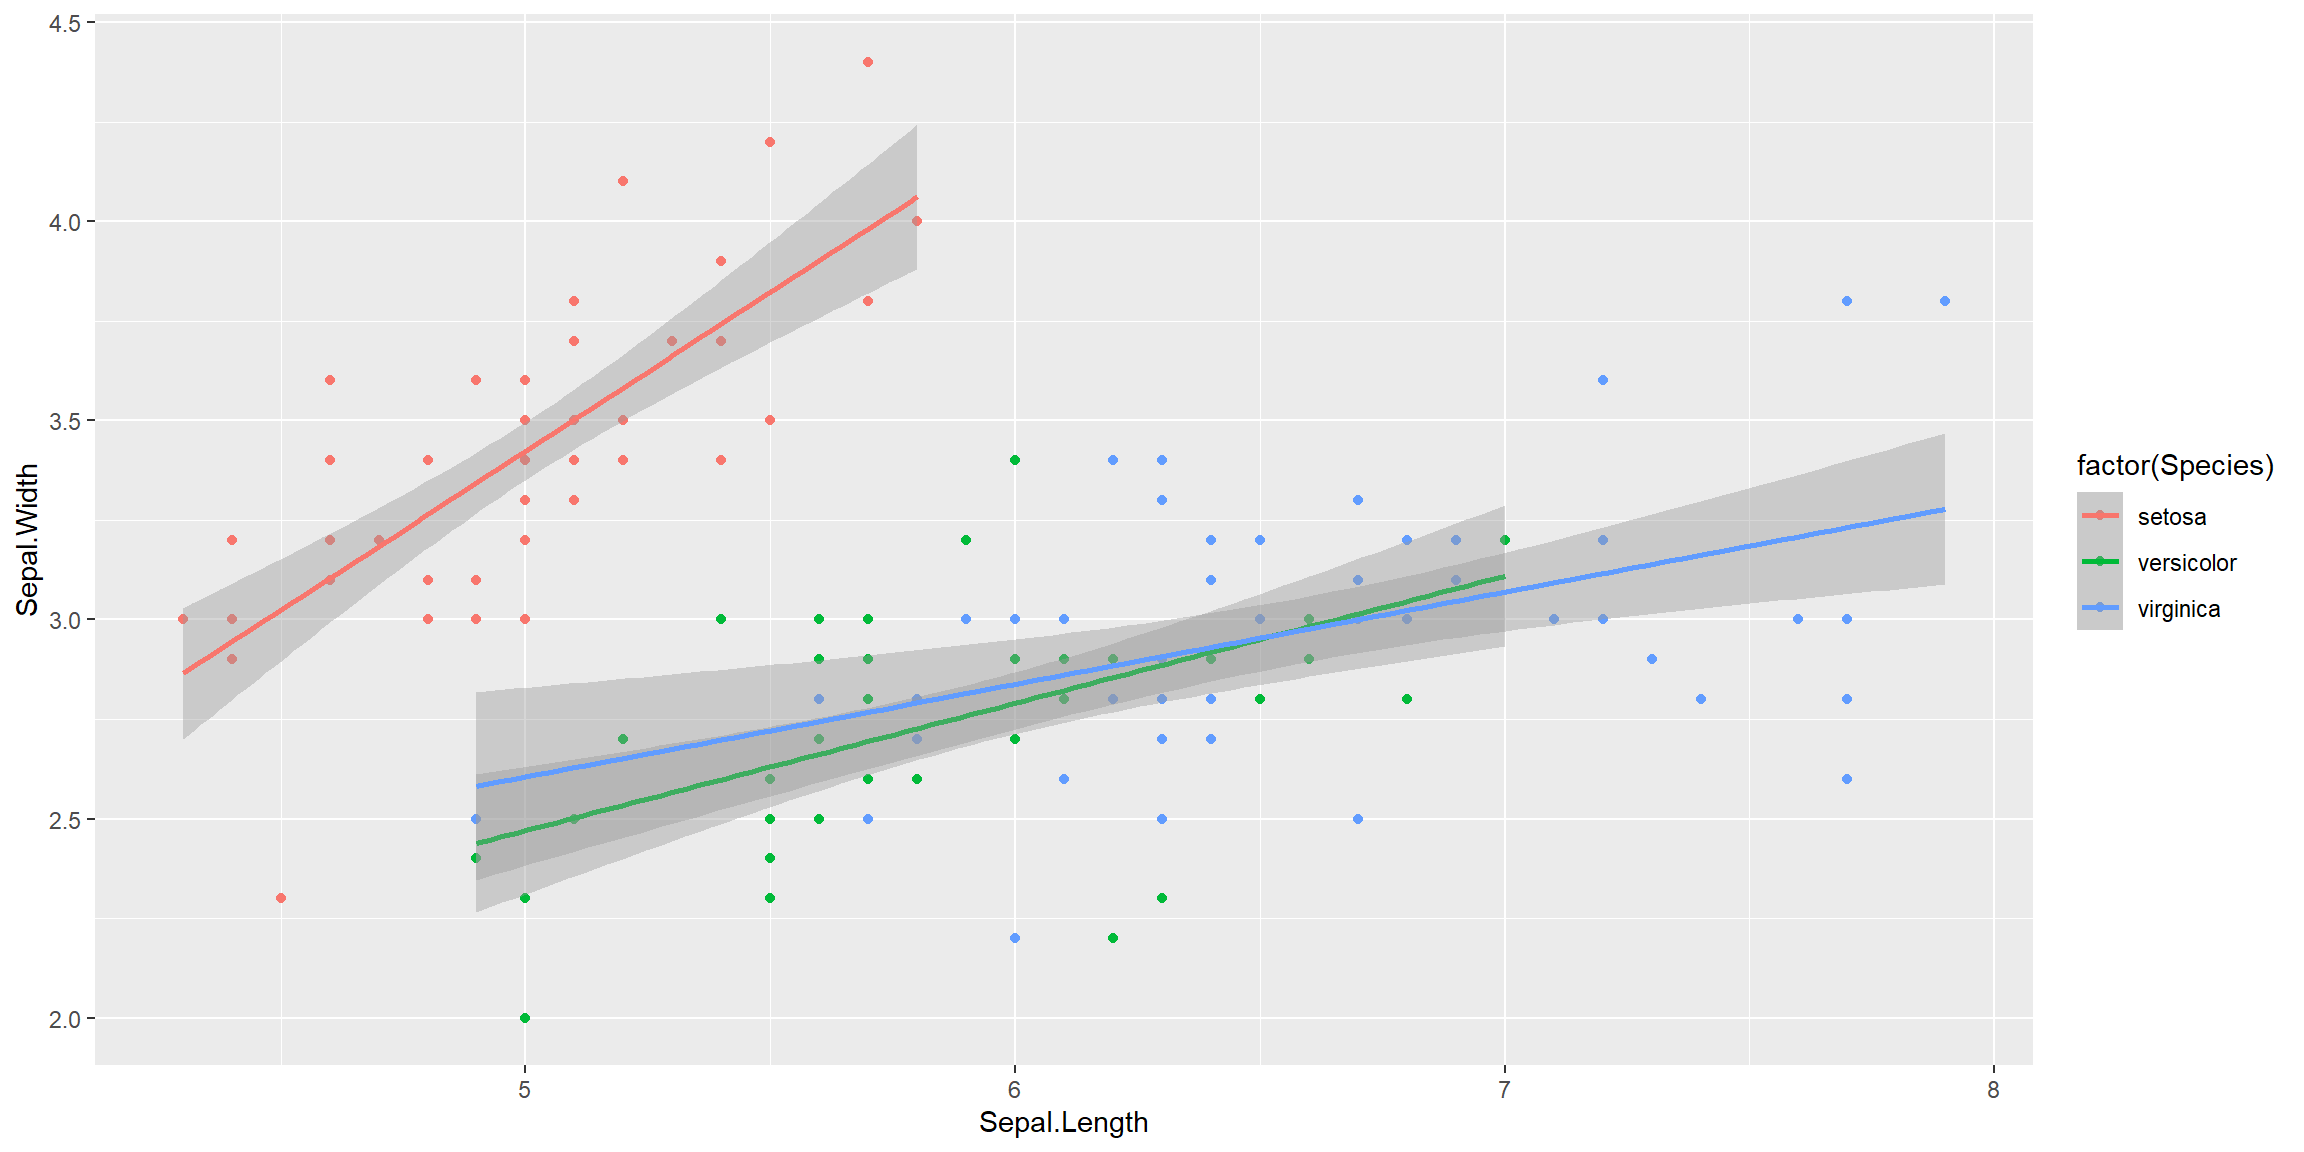 4.5
4.0
3.5
3.0
2.5
2.0
Sepal.Width
5
6
7
8
Sepal.Length
factor(Species)
setosa
versicolor
virginica